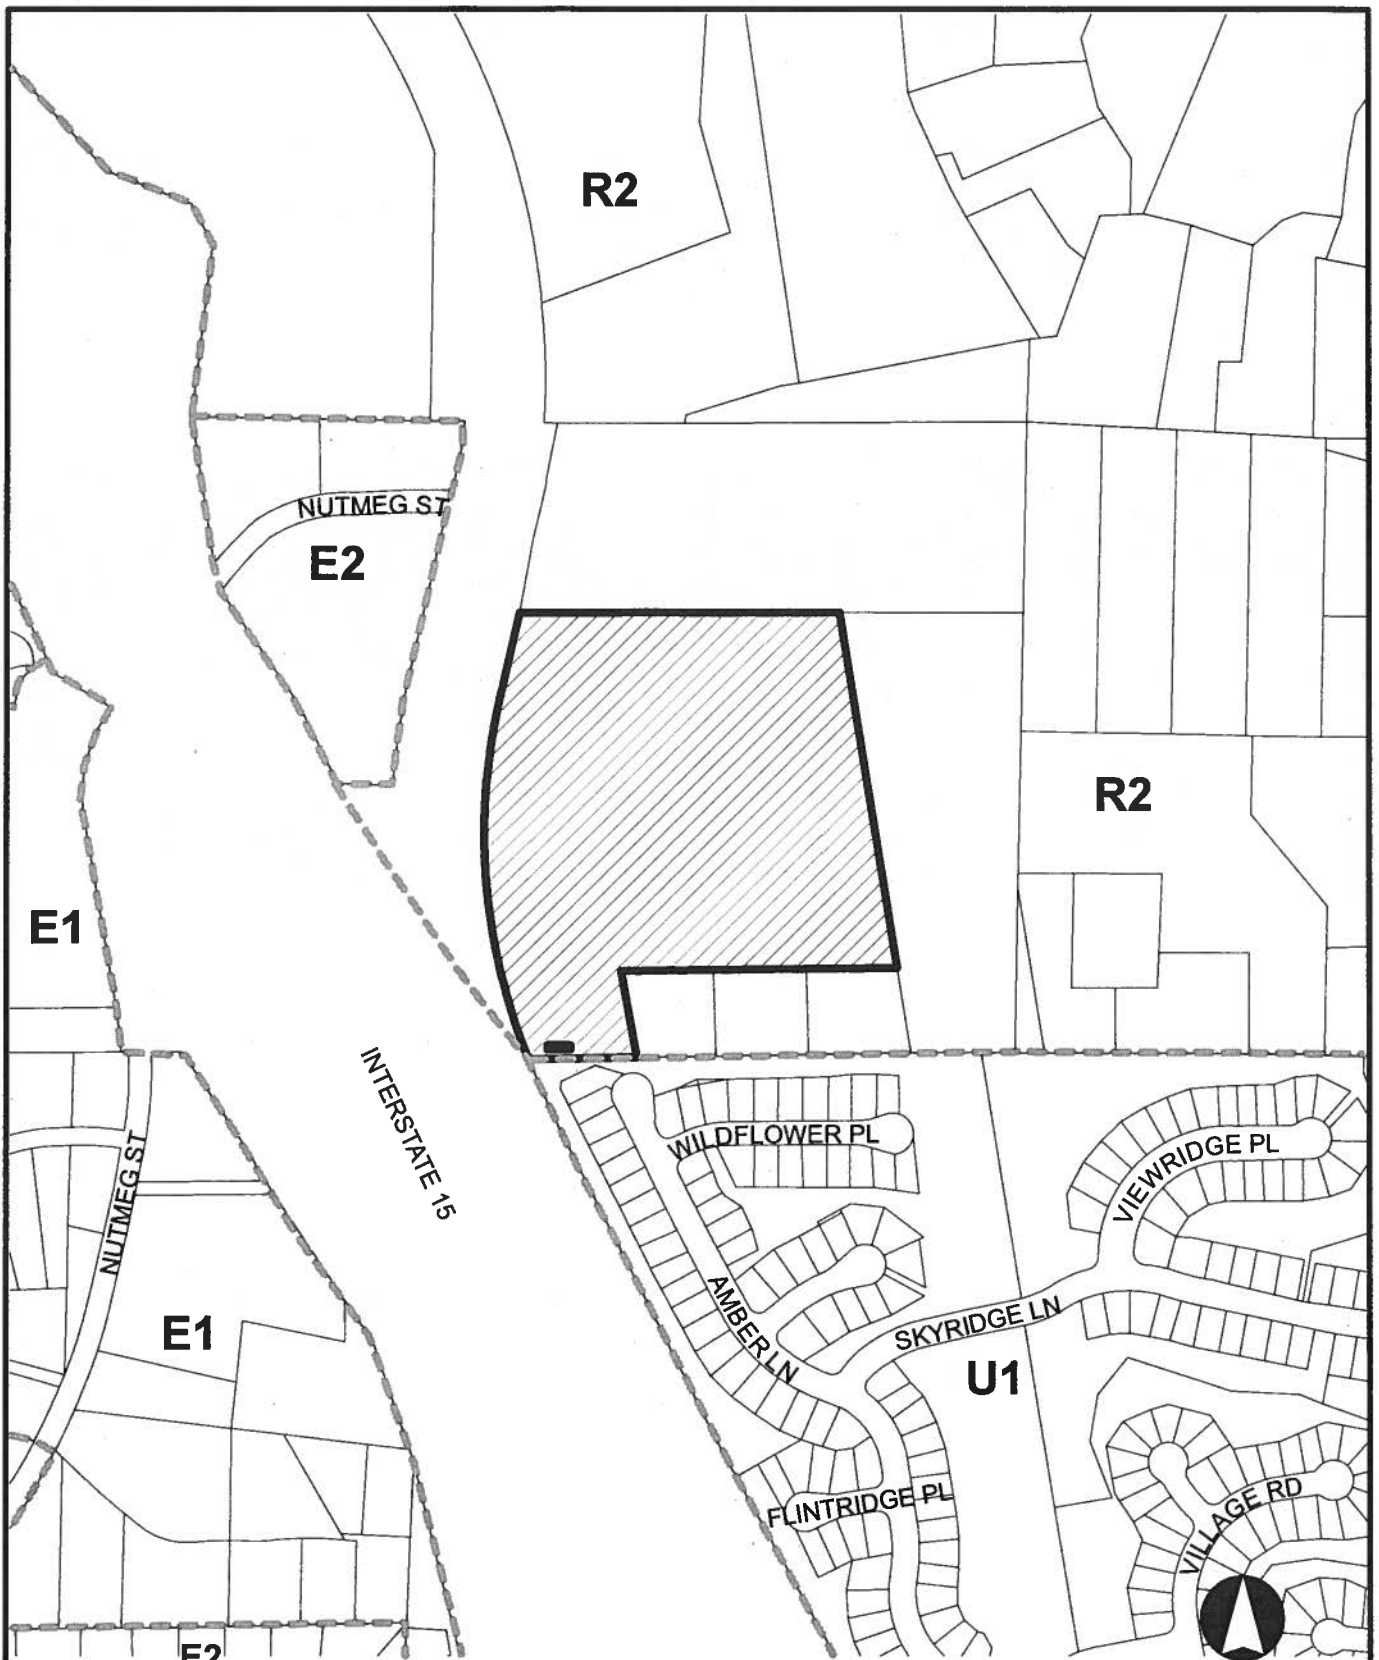 R2
NUTMEG ST
E2
R2
E1
INTERSTATE 15
WILDFLOWER PL
VIEWRIDGE PL
NUTMEG ST
AMBER LN
SKYRIDGE LN
E1
U1
FLINTRIDGE PL
VILLAGE RD
E2